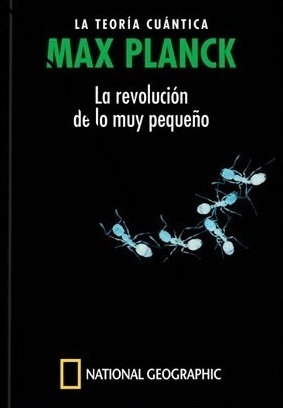 LA TEORÍA CUÁNTICA
MAX PLANCK
La revolución
de lo muy pequeño
NATIONAL GEOGRAPHIC